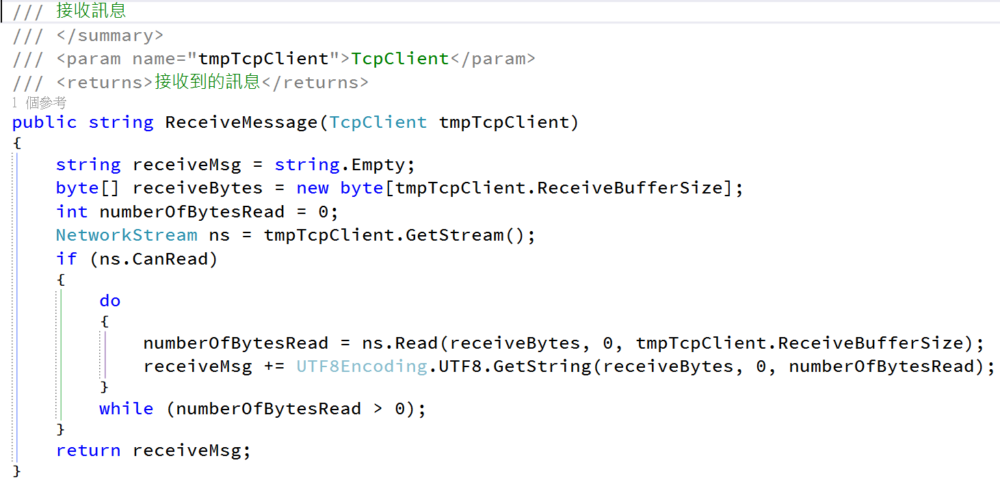 /// 接收訊息
/// </summary>
/// <param name="tmpTcpClient">TcpClient</param>
/// <returns>接收到的訊息</returns>
1 個參考
public string ReceiveMessage(TcpClient tmpTcpClient)
{
    string receiveMsg = string.Empty;
    byte[] receiveBytes = new byte[tmpTcpClient.ReceiveBufferSize];
    int numberOfBytesRead = 0;
    NetworkStream ns = tmpTcpClient.GetStream();
    if (ns.CanRead)
    {
        do
        {
            numberOfBytesRead = ns.Read(receiveBytes, 0, tmpTcpClient.ReceiveBufferSize);
            receiveMsg += UTF8Encoding.UTF8.GetString(receiveBytes, 0, numberOfBytesRead);
        }
        while (numberOfBytesRead > 0);
    }
    return receiveMsg;
}